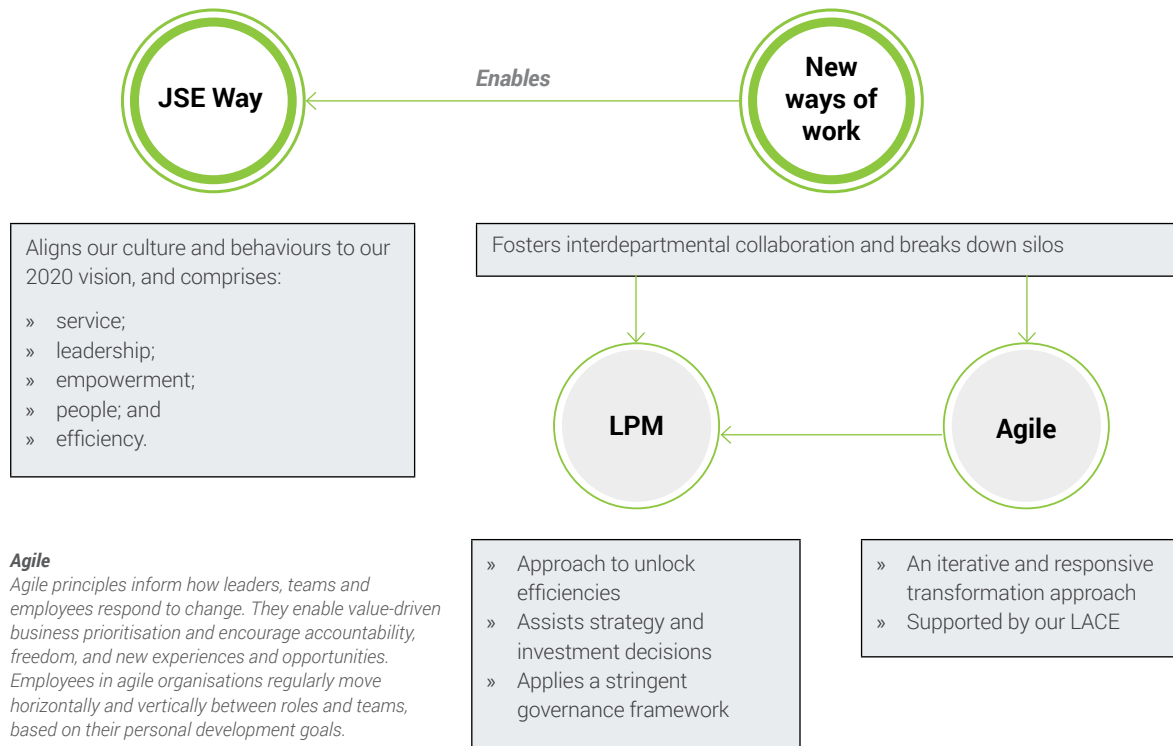 JSE Way
Enables
New
ways of
work
Aligns our culture and behaviours to our
2020 vision, and comprises:
» service;
» leadership;
» empowerment;
» people; and
» efficiency.
Fosters interdepartmental collaboration and breaks down silos
LPM
Agile
Agile
Agile principles inform how leaders, teams and
employees respond to change. They enable value-driven
business prioritisation and encourage accountability,
freedom, and new experiences and opportunities.
Employees in agile organisations regularly move
horizontally and vertically between roles and teams,
based on their personal development goals.
» Approach to unlock
efficiencies
» Assists strategy and
investment decisions
» Applies a stringent
governance framework
» An iterative and responsive
transformation approach
» Supported by our LACE